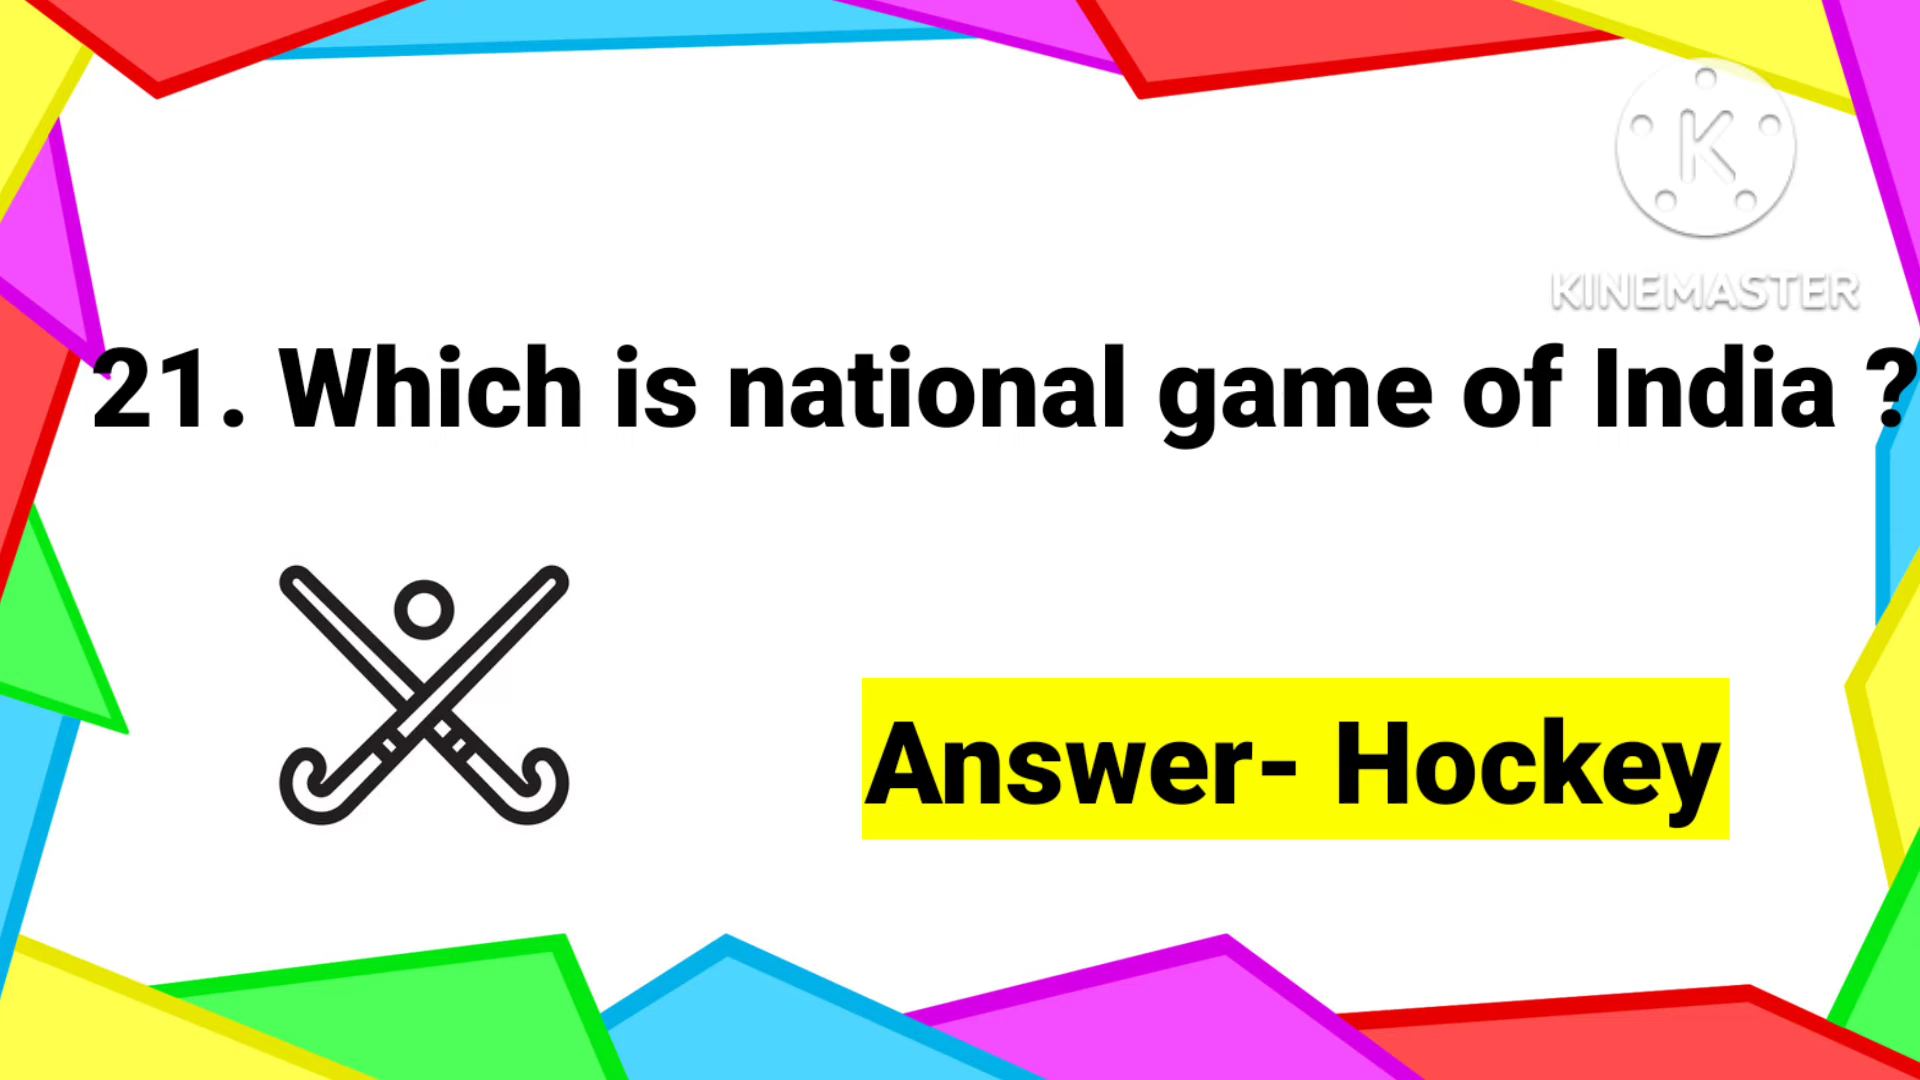 K
KINEMASTER
21. Which is national game of India ?
Answer- Hockey